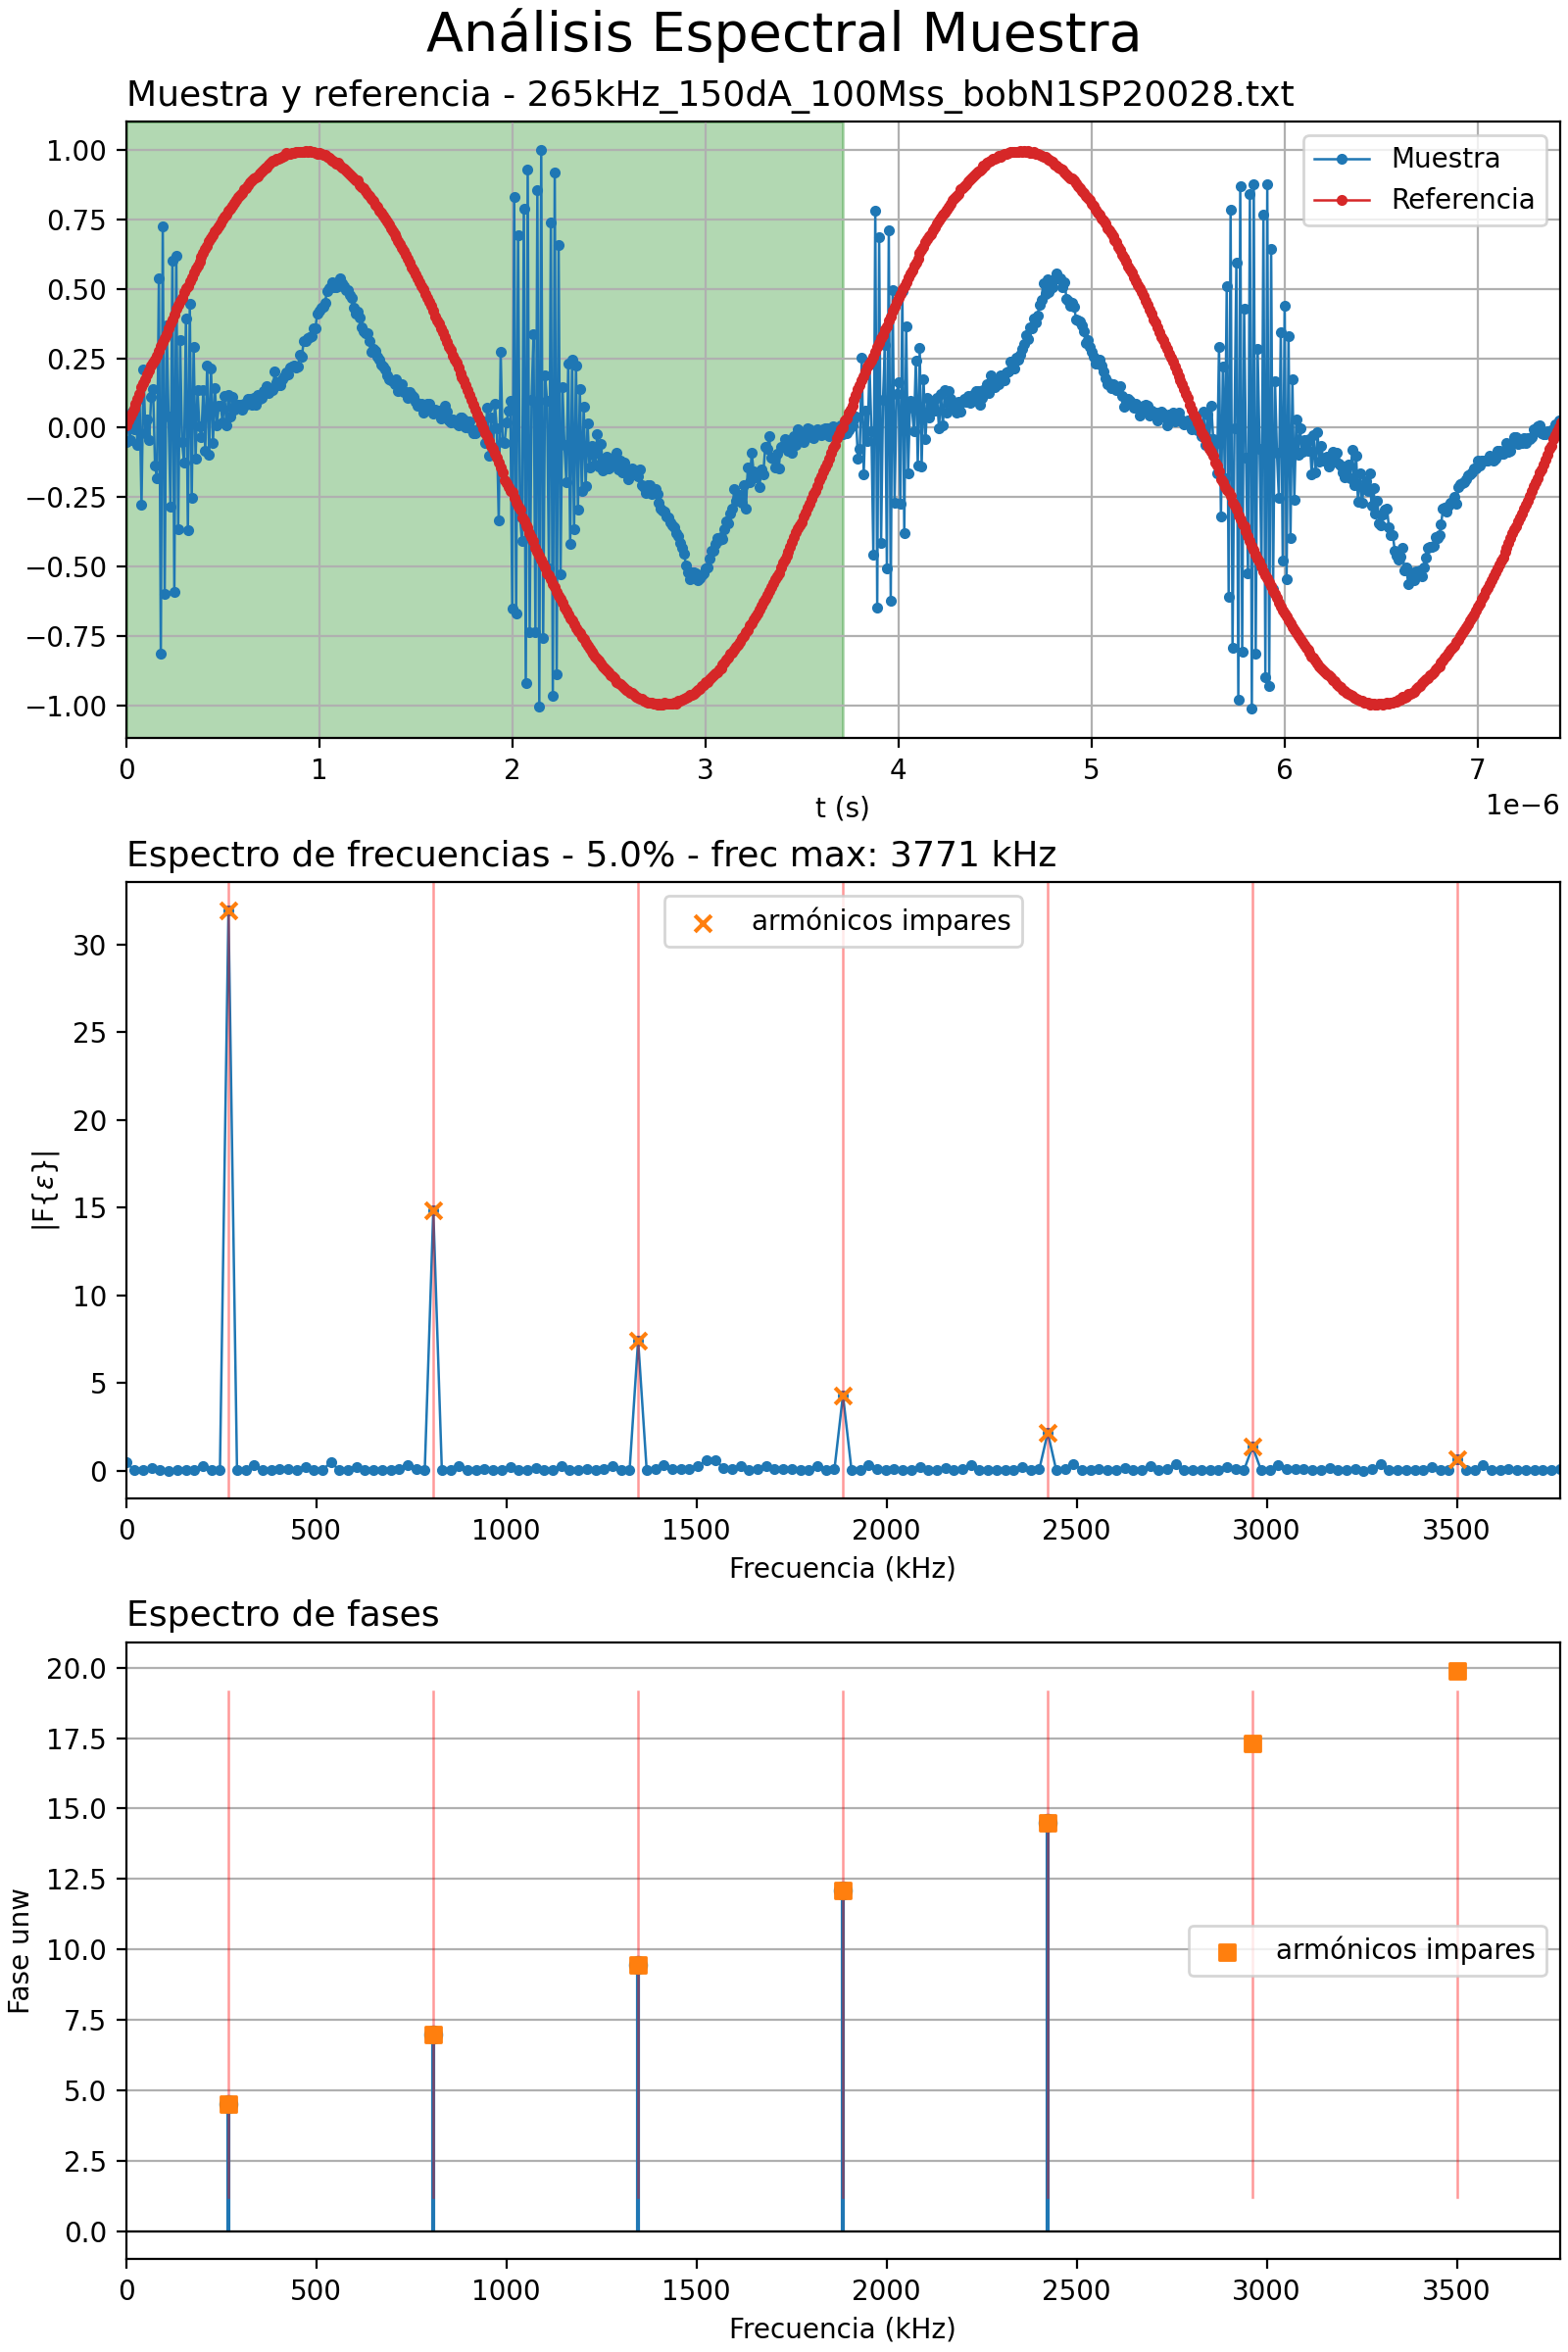 Análisis Espectral Muestra
Muestra y referencia - 265kHz_150dA_100Mss_bobN1SP20028.txt
1.00
0.75
0.50
0.25
0.00
−0.25
−0.50
−0.75
−1.00
Muestra
Referencia
0 1 2 3 4 5 6 7
1e−6
t (s)
Espectro de frecuencias - 5.0% - frec max: 3771 kHz
armónicos impares
30
25
20
15
10
5
0
|F{ε}|
0 500 1000 1500 2000 2500 3000 3500
Frecuencia (kHz)
Espectro de fases
20.0
17.5
15.0
12.5
10.0
7.5
5.0
2.5
0.0
Fase unw
armónicos impares
0 500 1000 1500 2000 2500 3000 3500
Frecuencia (kHz)